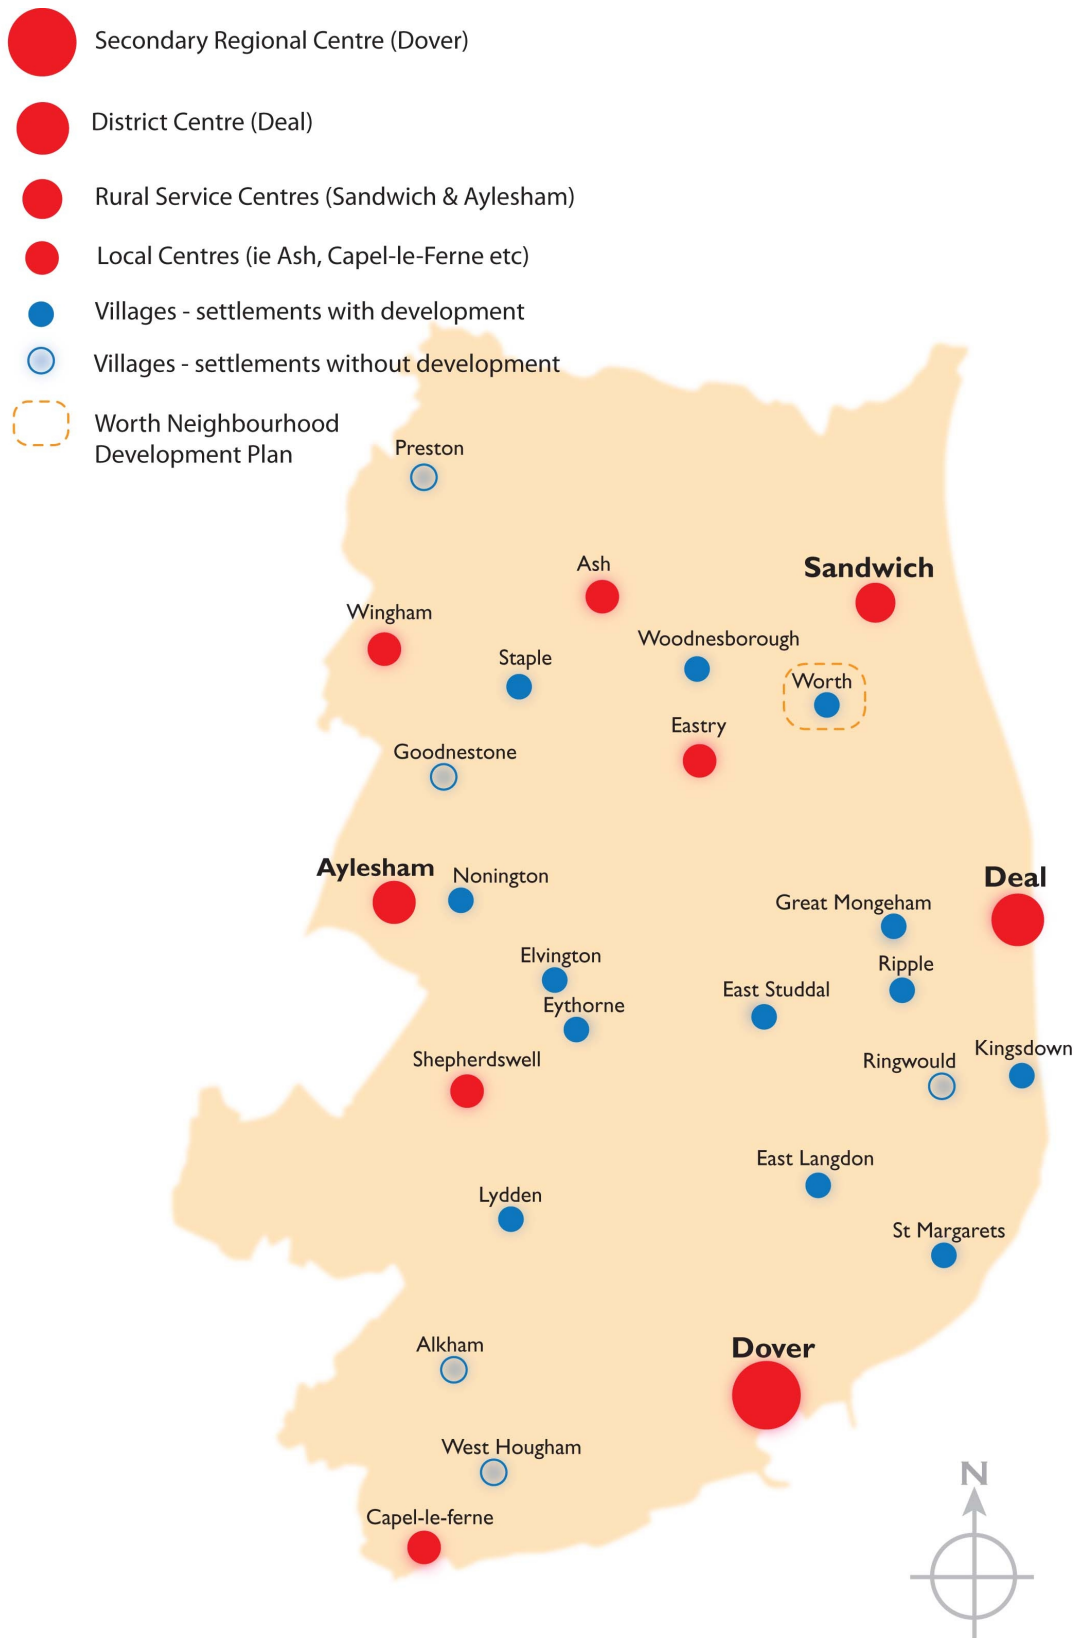 Secondary Regional Centre (Dover)
District Centre (Deal)
Rural Service Centres (Sandwich & Aylesham)
Local Centres (ie Ash, Capel-le-Ferne etc)
Villages - settlements with development
Villages - settlements without development
Worth Neighbourhood
Development Plan
Preston
Ash
Sandwich
Wingham
Woodnesborough
Staple
Worth
Eastry
Goodnestone
Aylesham
Nonington
Deal
Great Mongeham
Elvington
Ripple
East Studdal
Eythorne
Kingsdown
Shepherdswell
Ringwould
East Langdon
Lydden
St Margarets
Alkham
Dover
West Hougham
N
Capel-le-ferne